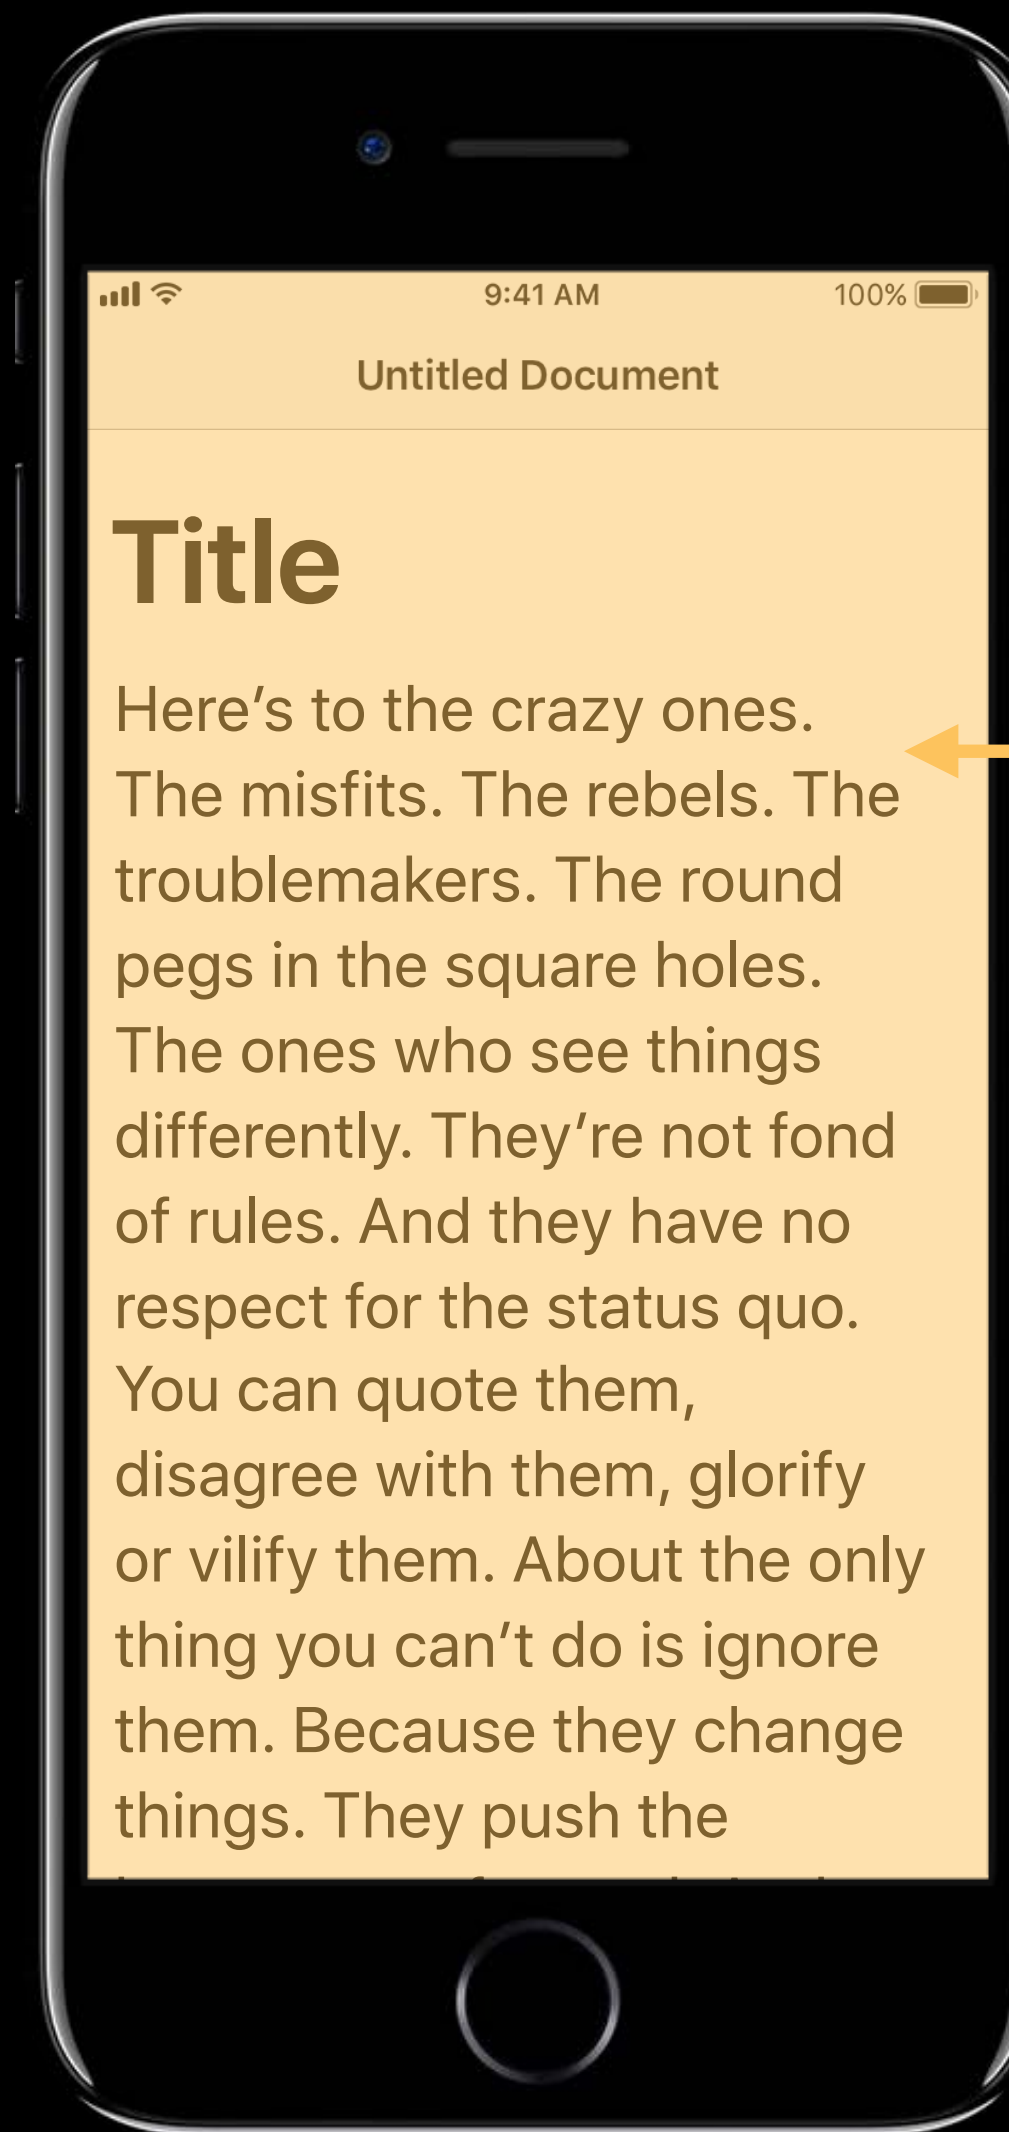 9:41 AM 100%
Untitled Document
Title
Here’s to the crazy ones.
The misfits. The rebels. The
troublemakers. The round
pegs in the square holes.
The ones who see things
differently. They’re not fond
of rules. And they have no
respect for the status quo.
You can quote them,
disagree with them, glorify
or vilify them. About the only
thing you can’t do is ignore
them. Because they change
things. They push the